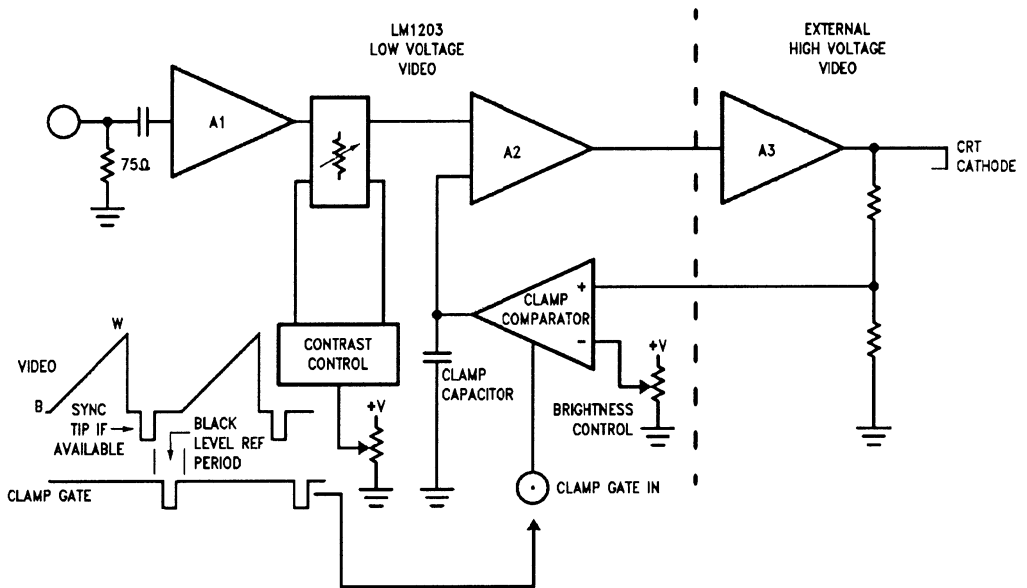 LM1203
LOW VOLTAGE
VIDEO
EXTERNAL
HIGH VOLTAGE
VIDEO
A1
A2
A3
75Ω
CRT
CATHODE
CLAMP
COMPARATOR
+
-
CONTRAST
CONTROL
CLAMP
CAPACITOR
+V
BRIGHTNESS
CONTROL
+V
W
VIDEO
B
SYNC
TIP IF
AVAILABLE
BLACK
LEVEL REF
PERIOD
CLAMP GATE
CLAMP GATE IN